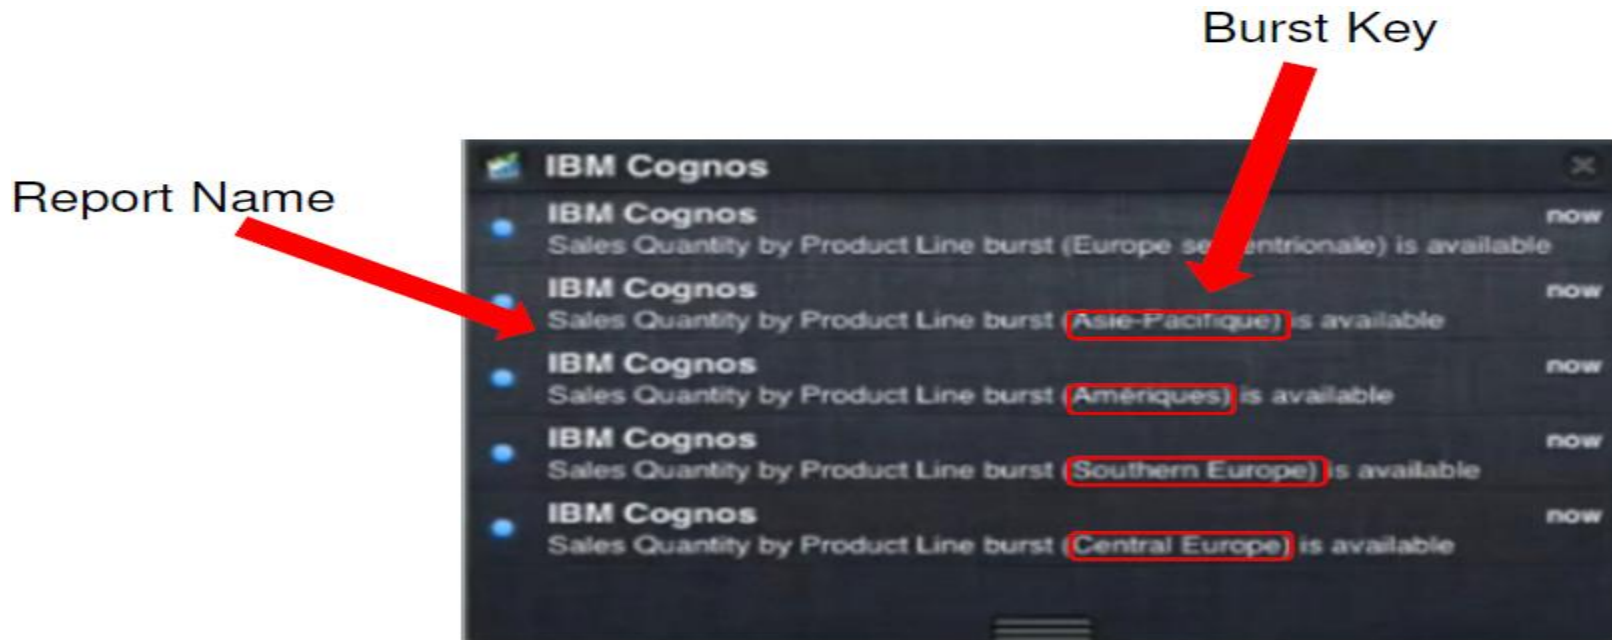 Burst Key
Report Name
IBM Cognos
IBM Cognos now
Sales Quantity by Product Line burst (Europe is available
IBM Cognos now
Sales Quantity by Product Line burst (Asie-Pacifique) is available
IBM Cognos now
Sales Quantity by Product Line burst (Amériques) is available
IBM Cognos now
Sales Quantity by Product Line burst (Southern Europe) is available
IBM Cognos now
Sales Quantity by Product Line burst (Central Europe) is available